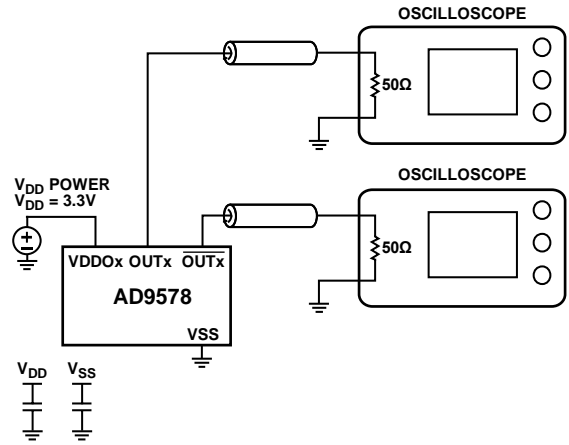 OSCILLOSCOPE
50Ω
OSCILLOSCOPE
50Ω
VDD POWER
VDD = 3.3V
VDDOx OUTx OUTx
AD9578
VSS
VDD VSS